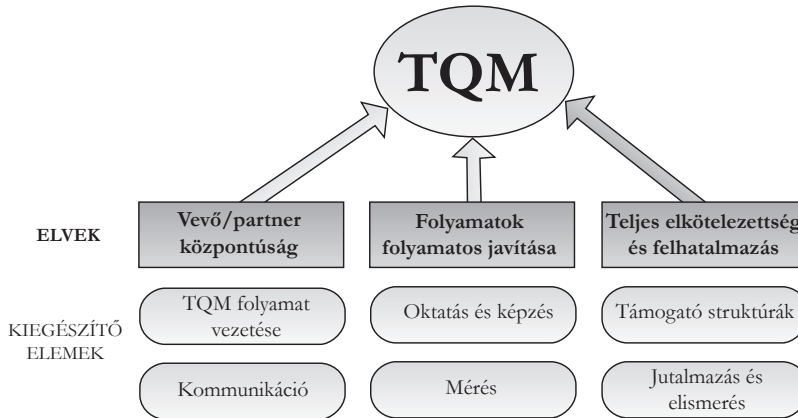 TQM
ELVEK
Vevő/partner
központúság
Folyamatok
folyamatos javítása
Teljes elkötelezettség
és felhatalmazás
KIEGÉSZÍTŐ
ELEMEK
TQM folyamat
vezetése
Oktatás és képzés
Támogató struktúrák
Kommunikáció
Mérés
Jutalmazás és
elismerés